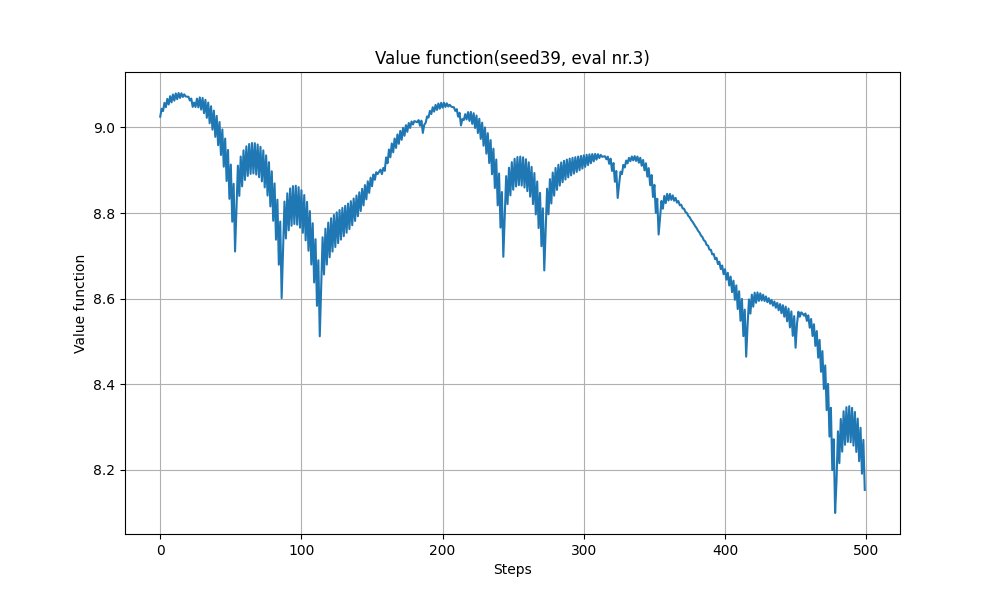 Value function(seed39, eval nr.3)
Value function
9.0
8.8
8.6
8.4
8.2
0 100 200 300 400 500
Steps